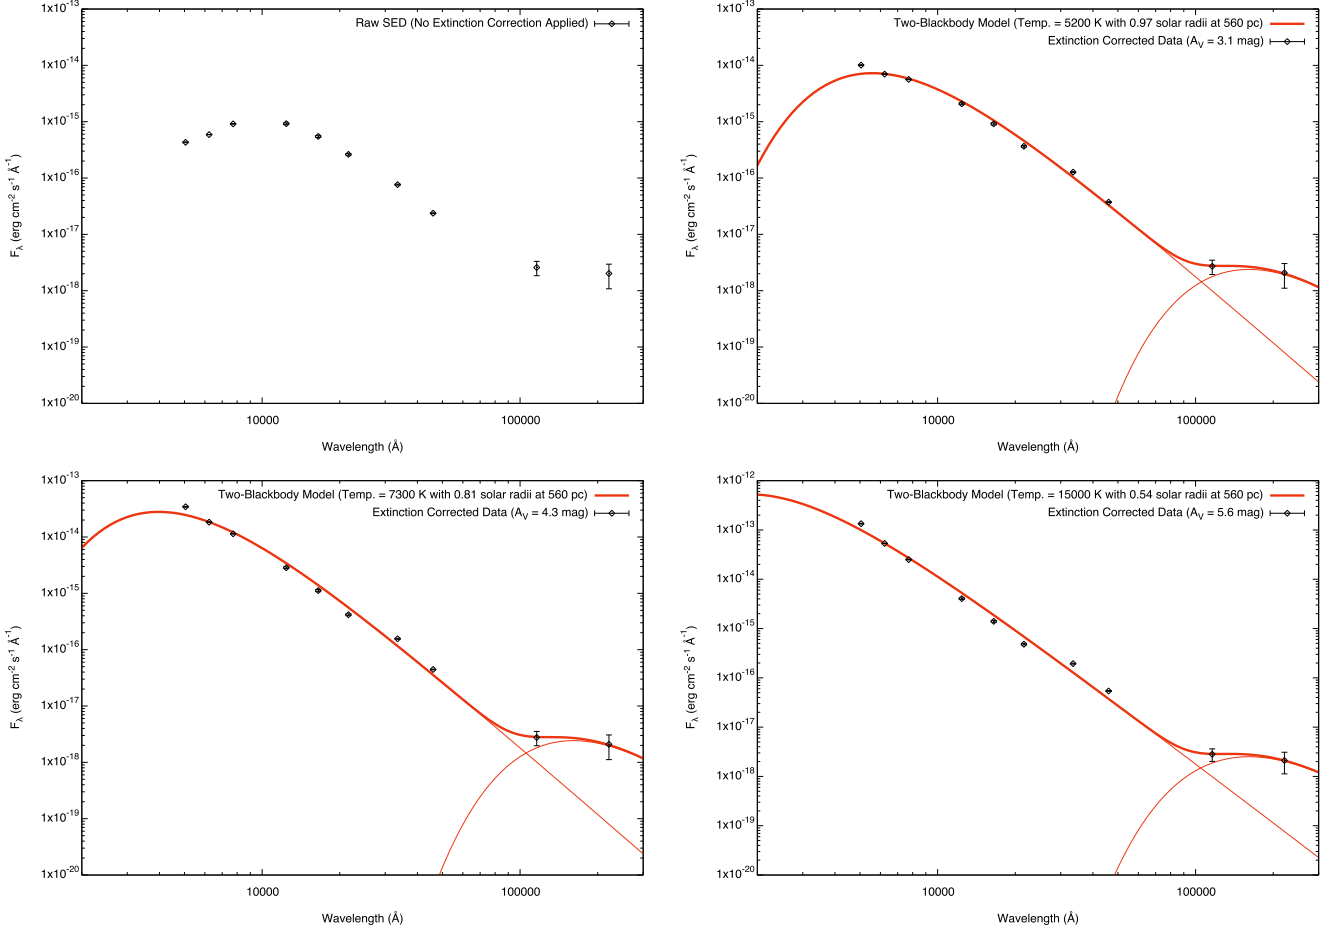 Raw SED (No Extinction Correction Applied)
1x10-13
1x10-14
1x10-15
1x10-16
1x10-17
1x10-18
1x10-19
1x10-20
Fλ (erg cm-2 s-1 Å-1)
10000 100000
Wavelength (Å)
Two-Blackbody Model (Temp. = 5200 K with 0.97 solar radii at 560 pc)
Extinction Corrected Data (AV = 3.1 mag)
1x10-13
1x10-14
1x10-15
1x10-16
1x10-17
1x10-18
1x10-19
1x10-20
Fλ (erg cm-2 s-1 Å-1)
10000 100000
Wavelength (Å)
Two-Blackbody Model (Temp. = 7300 K with 0.81 solar radii at 560 pc)
Extinction Corrected Data (AV = 4.3 mag)
1x10-13
1x10-14
1x10-15
1x10-16
1x10-17
1x10-18
1x10-19
1x10-20
Fλ (erg cm-2 s-1 Å-1)
10000 100000
Wavelength (Å)
Two-Blackbody Model (Temp. = 15000 K with 0.54 solar radii at 560 pc)
Extinction Corrected Data (AV = 5.6 mag)
1x10-12
1x10-13
1x10-14
1x10-15
1x10-16
1x10-17
1x10-18
1x10-19
1x10-20
Fλ (erg cm-2 s-1 Å-1)
10000 100000
Wavelength (Å)